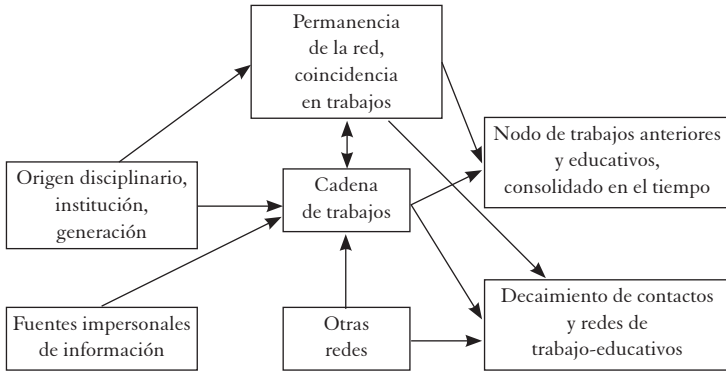 Permanencia
de la red,
coincidencia
en trabajos
Nodo de trabajos anteriores
y educativos,
consolidado en el tiempo
Origen disciplinario,
institución,
generación
Cadena
de trabajos
Fuentes impersonales
de información
Otras
redes
Decaimiento de contactos
y redes de
trabajo-educativos